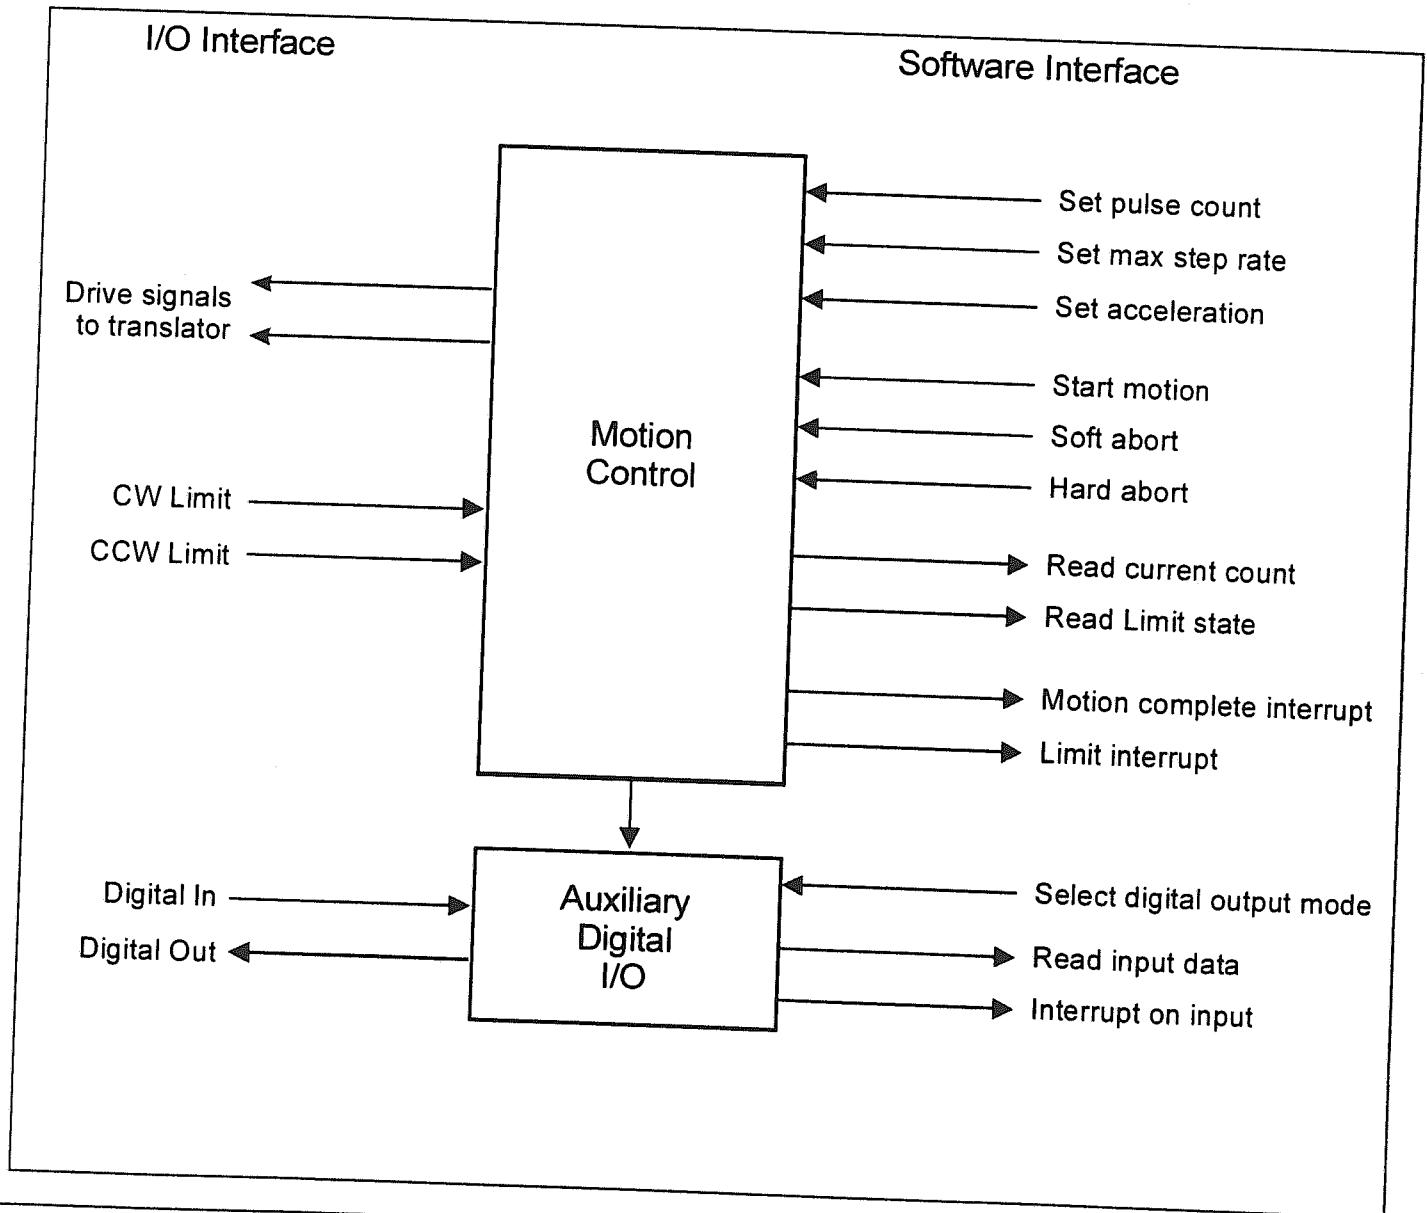 I/O Interface
Software Interface
Set pulse count
Set max step rate
Set acceleration
Drive signals
to translator
Start motion
Soft abort
Hard abort
Motion
Control
CW Limit
CCW Limit
Read current count
Read Limit state
Motion complete interrupt
Limit interrupt
Digital In
Digital Out
Auxiliary
Digital
I/O
Select digital output mode
Read input data
Interrupt on input